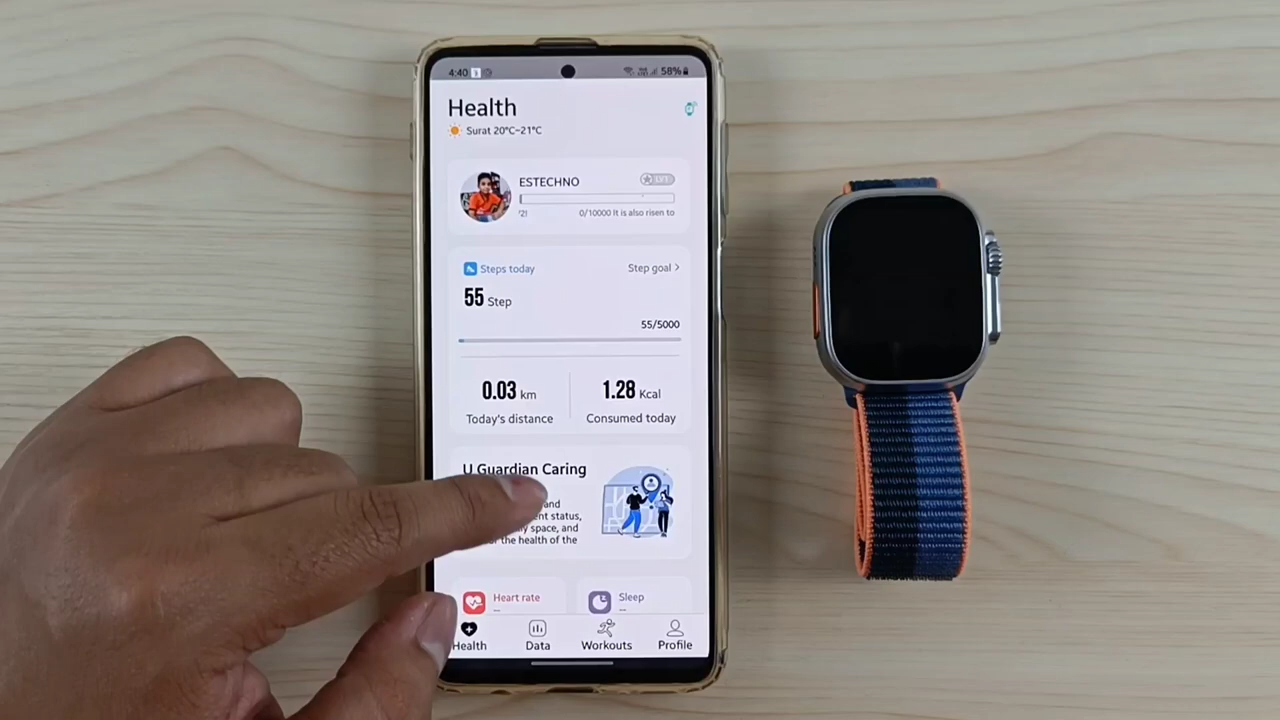 4:40 58%
Health
Surat 20°C~21°C
ESTECHNO LV1
0/10000 It is also risen to
Steps today Step goal >
55 Step
55/5000
0.03 km 1.28 Kcal
Today's distance Consumed today
U Guardian Caring
and
status,
space, and
the health of the
Heart rate Sleep
-- --
Health Data Workouts Profile